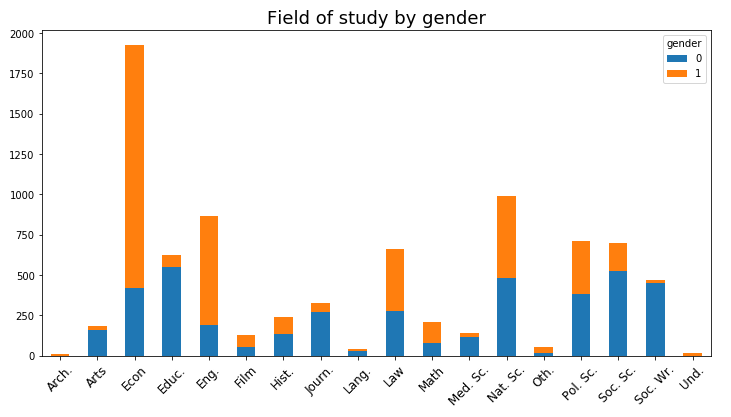 Field of study by gender
gender
0
1
2000
1750
1500
1250
1000
750
500
250
0
Arch.
Arts
Econ
Educ.
Eng.
Film
Hist.
Journ.
Lang.
Law
Math
Med. Sc.
Nat. Sc.
Oth.
Pol. Sc.
Soc. Sc.
Soc. Wr.
Und.